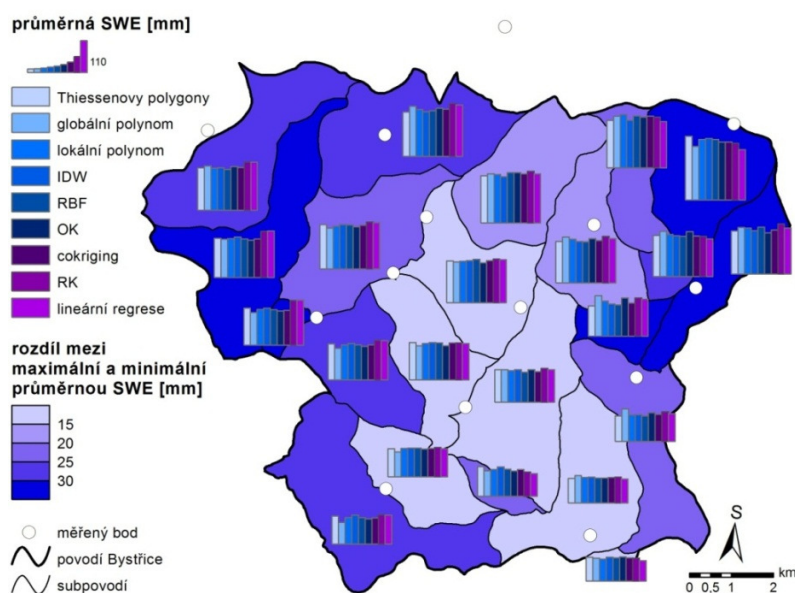 průměrná SWE [mm]
110
Thiessenovy polygony
globální polynom
lokální polynom
IDW
RBF
OK
cokriging
RK
lineární regrese
rozdíl mezi
maximální a minimální
průměrnou SWE [mm]
15
20
25
30
měřený bod
povodí Bystřice
subpovodí
S
km
0 0,5 1 2